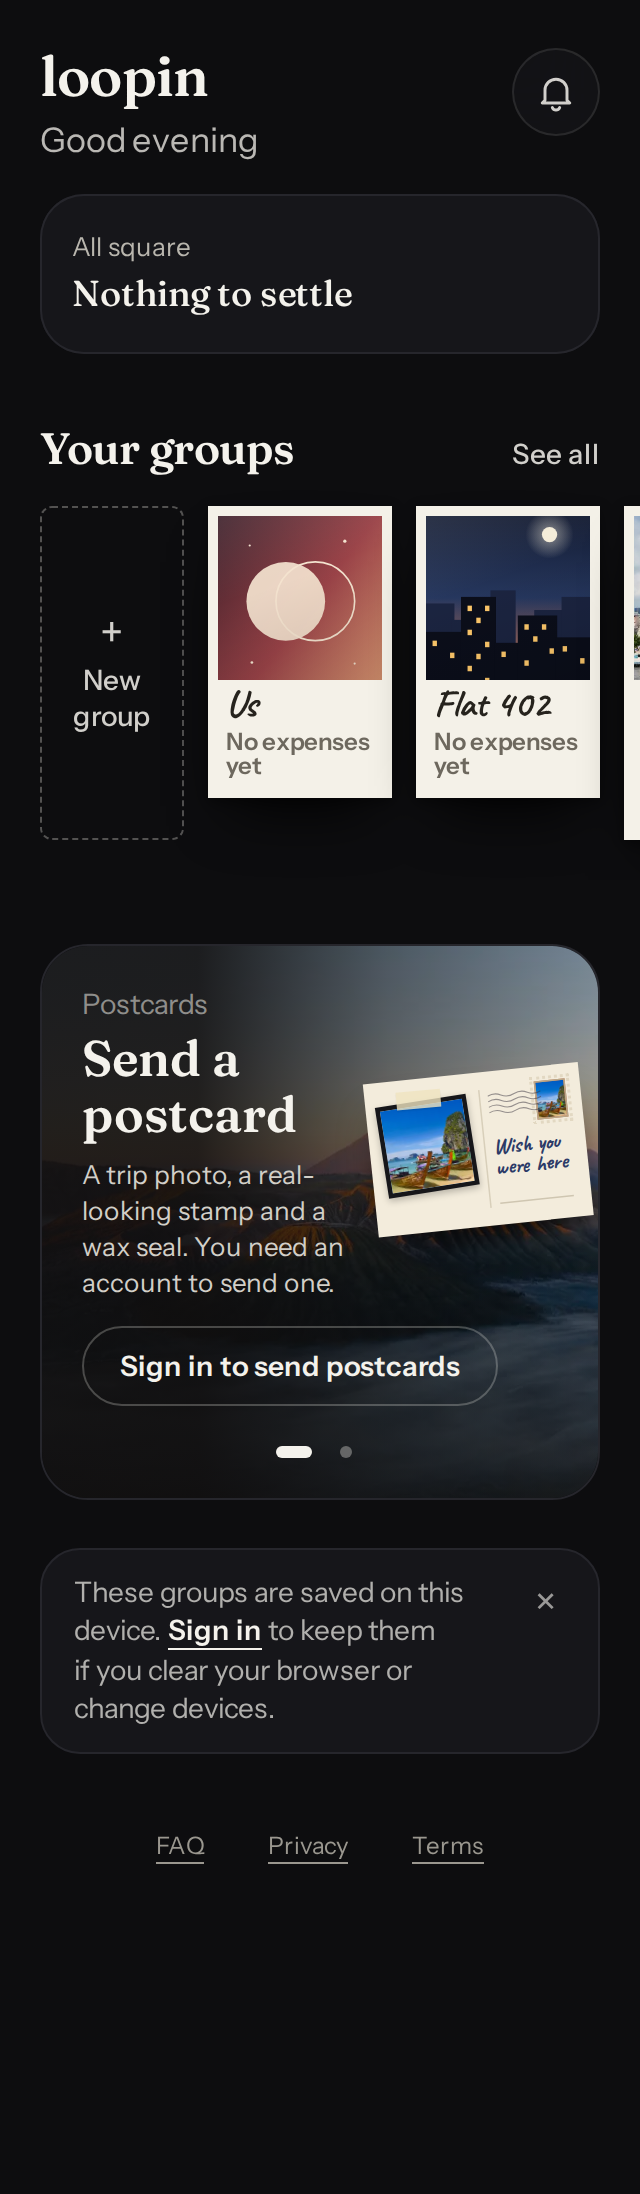 loopin
Good evening
All square
Nothing to settle
Your groups
See all
+
New
group
Us
No expenses
yet
Flat 402
No expenses
yet
Postcards
Send a
postcard
A trip photo, a real-
looking stamp and a
wax seal. You need an
account to send one.
Wish you
were here
Sign in to send postcards
These groups are saved on this
device. Sign in to keep them
if you clear your browser or
change devices.
FAQ
Privacy
Terms